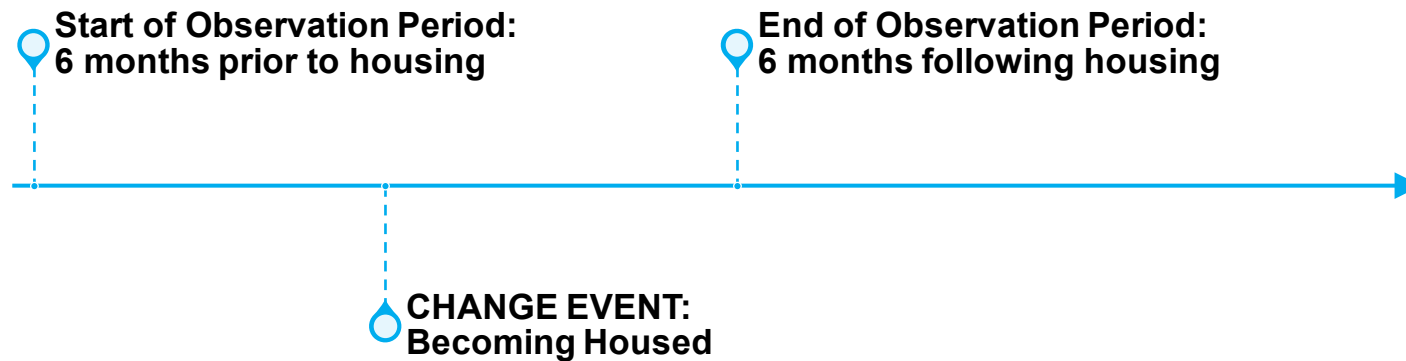 Start of Observation Period:
6 months prior to housing
End of Observation Period:
6 months following housing
CHANGE EVENT:
Becoming Housed